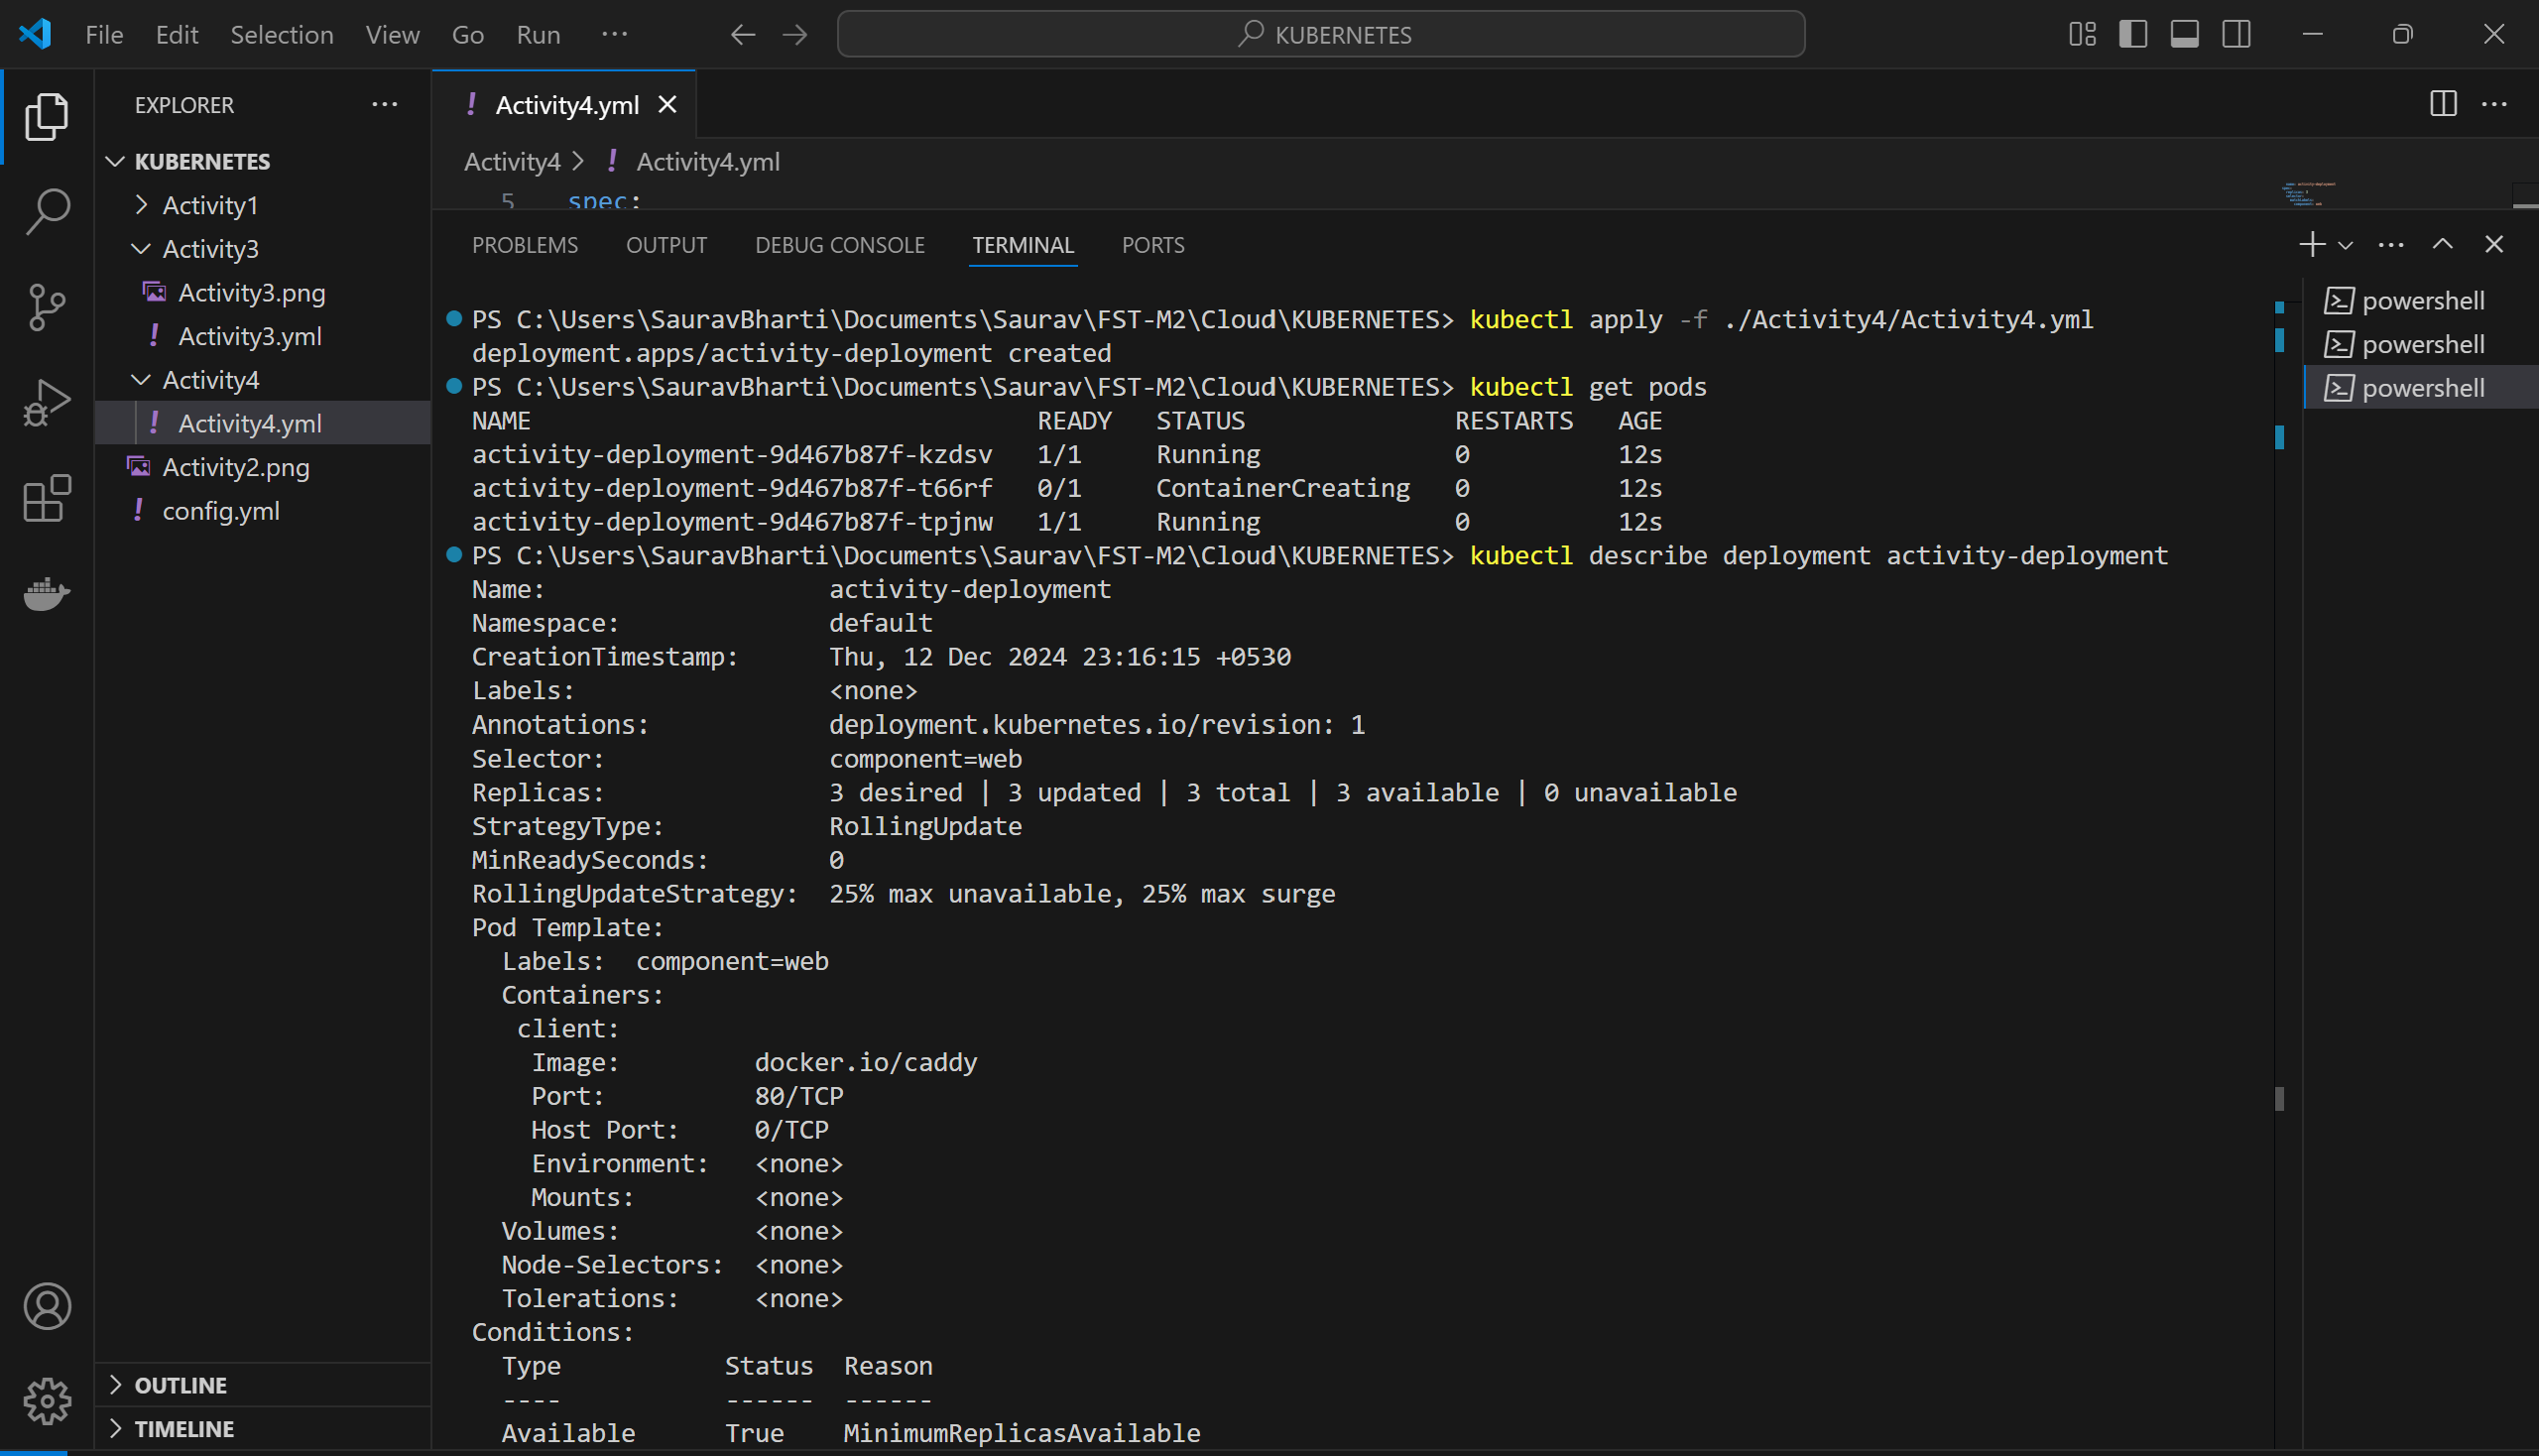 File Edit Selection View Go Run ··· KUBERNETES
EXPLORER ···
KUBERNETES
Activity1
Activity3
Activity3.png
! Activity3.yml
Activity4
! Activity4.yml
Activity2.png
! config.yml
OUTLINE
TIMELINE
! Activity4.yml
Activity4 > ! Activity4.yml
5 spec:
PROBLEMS OUTPUT DEBUG CONSOLE TERMINAL PORTS
PS C:\Users\SauravBharti\Documents\Saurav\FST-M2\Cloud\KUBERNETES> kubectl apply -f ./Activity4/Activity4.yml
deployment.apps/activity-deployment created
PS C:\Users\SauravBharti\Documents\Saurav\FST-M2\Cloud\KUBERNETES> kubectl get pods
NAME READY STATUS RESTARTS AGE
activity-deployment-9d467b87f-kzdsv 1/1 Running 0 12s
activity-deployment-9d467b87f-t66rf 0/1 ContainerCreating 0 12s
activity-deployment-9d467b87f-tpjnw 1/1 Running 0 12s
PS C:\Users\SauravBharti\Documents\Saurav\FST-M2\Cloud\KUBERNETES> kubectl describe deployment activity-deployment
Name: activity-deployment
Namespace: default
CreationTimestamp: Thu, 12 Dec 2024 23:16:15 +0530
Labels: <none>
Annotations: deployment.kubernetes.io/revision: 1
Selector: component=web
Replicas: 3 desired | 3 updated | 3 total | 3 available | 0 unavailable
StrategyType: RollingUpdate
MinReadySeconds: 0
RollingUpdateStrategy: 25% max unavailable, 25% max surge
Pod Template:
Labels: component=web
Containers:
client:
Image: docker.io/caddy
Port: 80/TCP
Host Port: 0/TCP
Environment: <none>
Mounts: <none>
Volumes: <none>
Node-Selectors: <none>
Tolerations: <none>
Conditions:
Type Status Reason
---- ------ ------
Available True MinimumReplicasAvailable
powershell
powershell
powershell